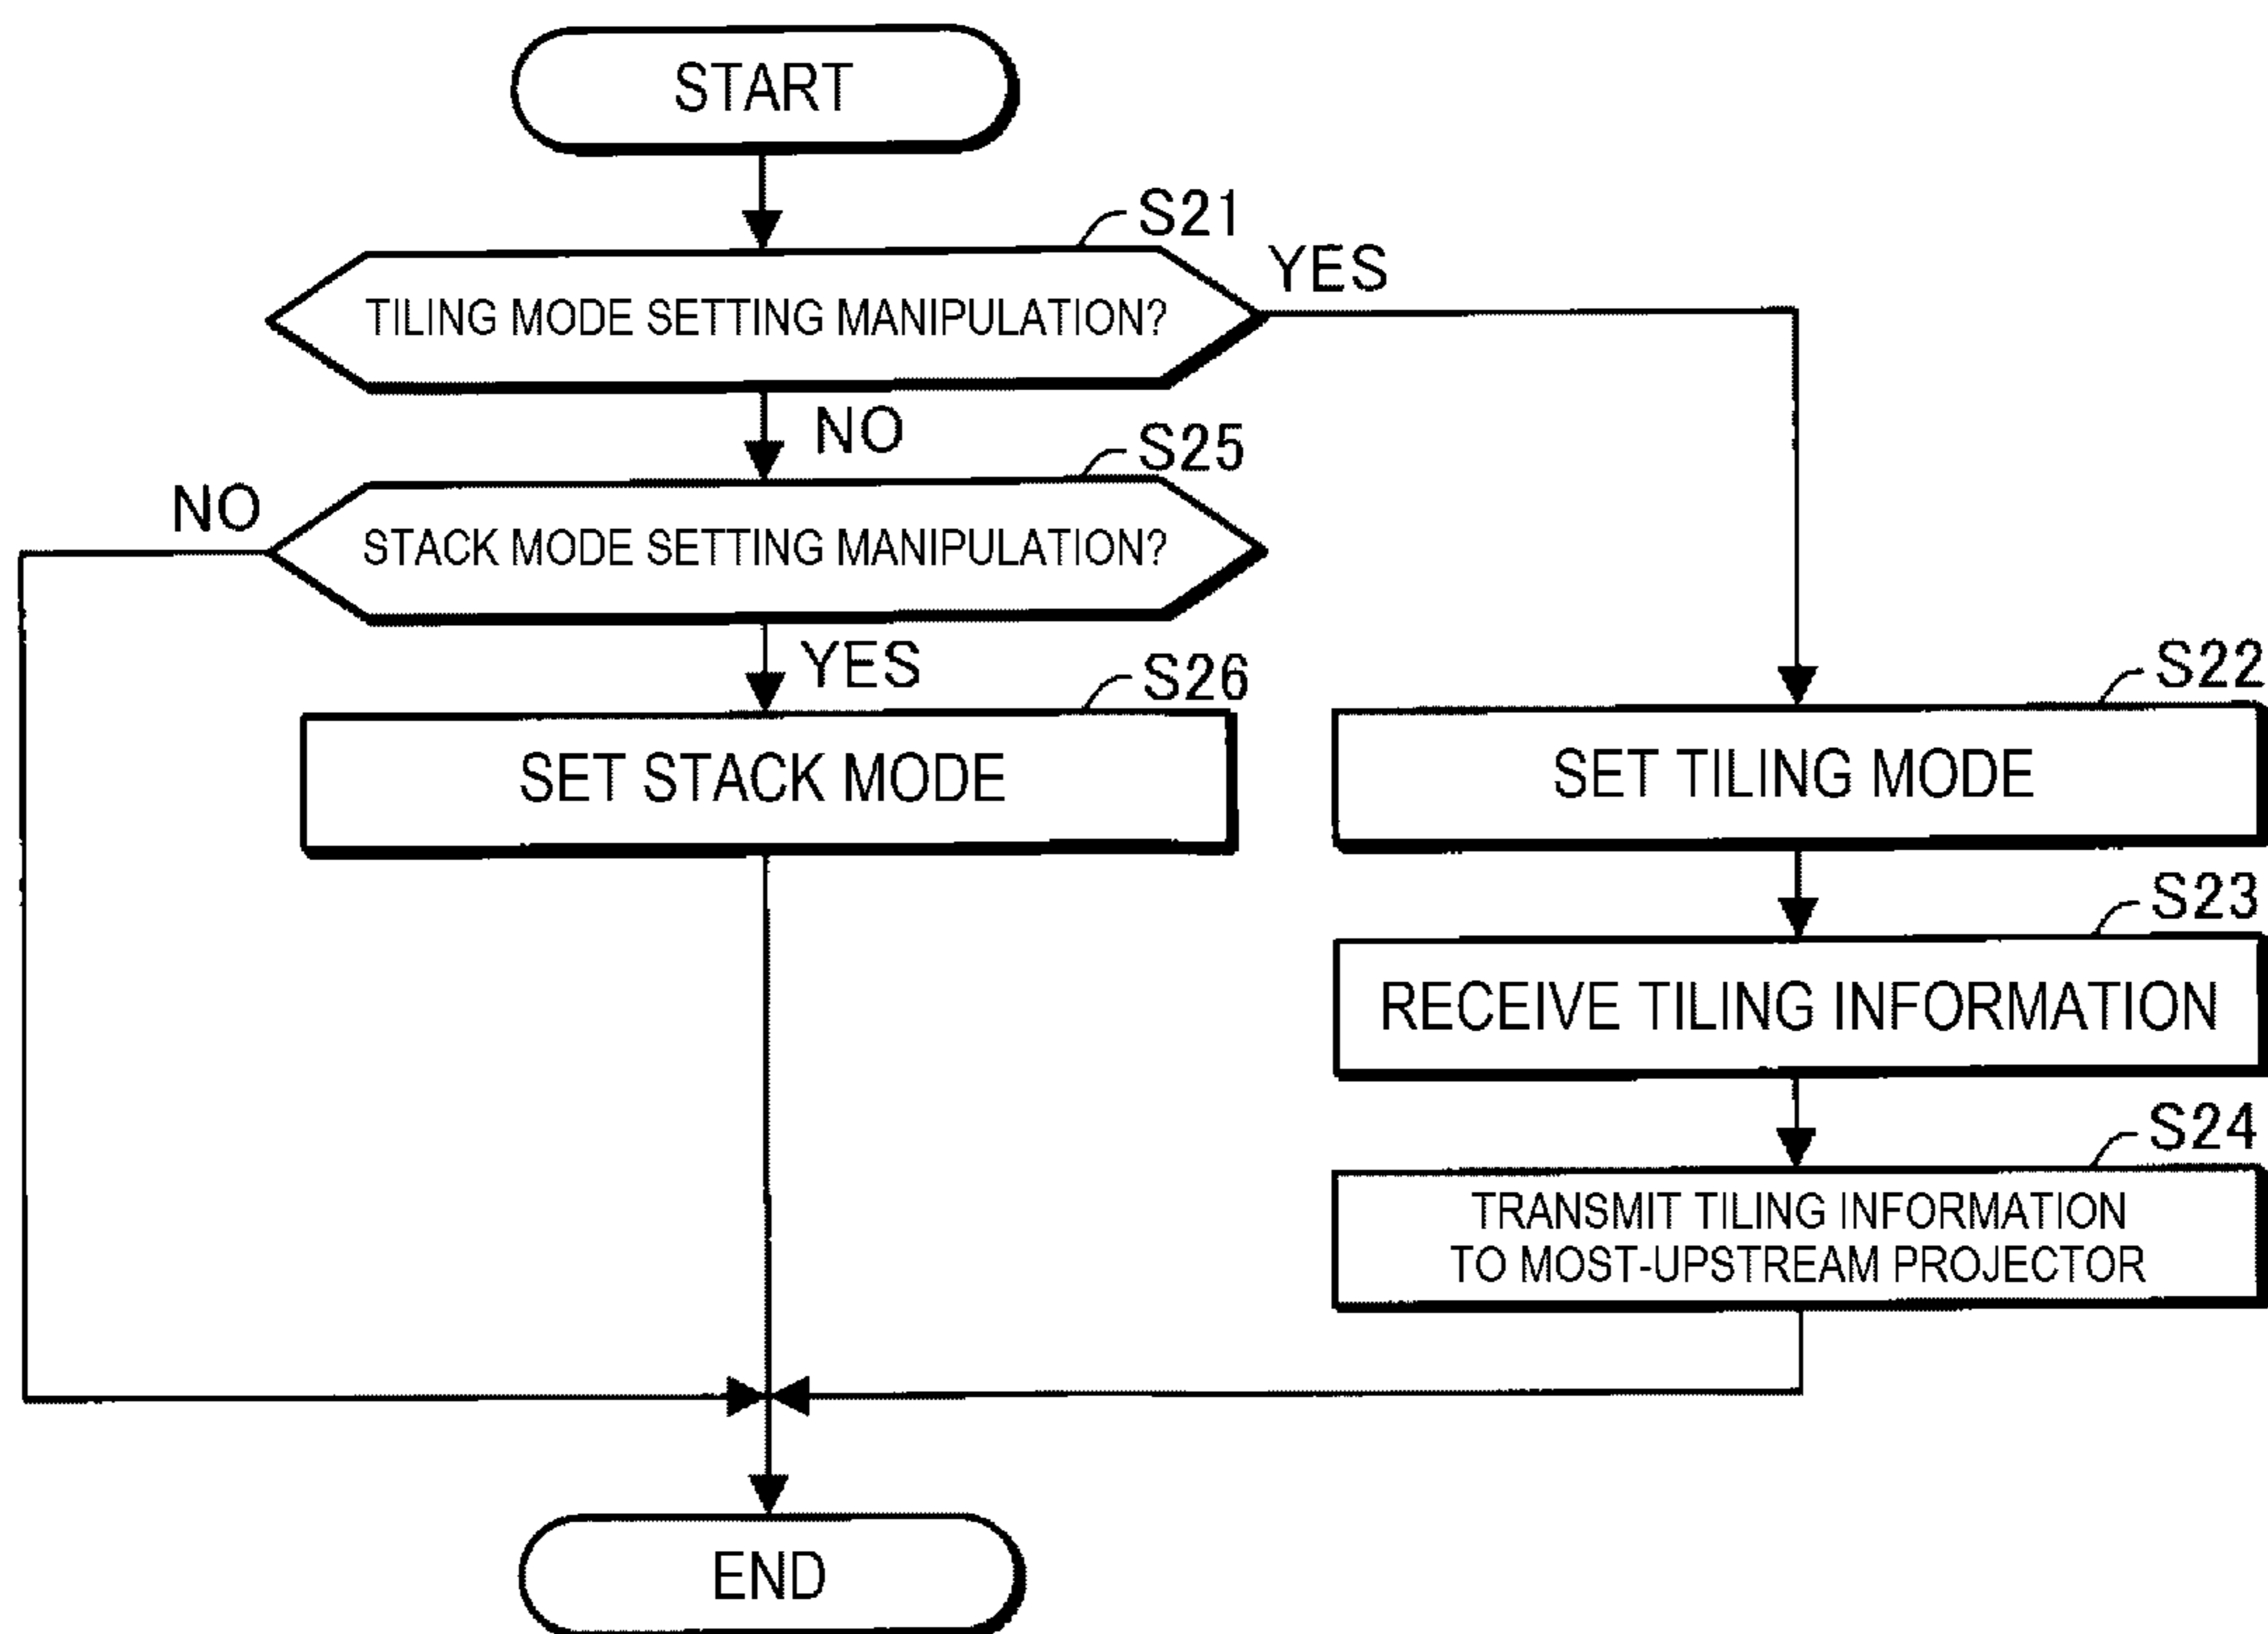 START
S21
TILING MODE SETTING MANIPULATION?
YES
NO
S25
NO
STACK MODE SETTING MANIPULATION?
YES
S26
SET STACK MODE
S22
SET TILING MODE
S23
RECEIVE TILING INFORMATION
S24
TRANSMIT TILING INFORMATION
TO MOST-UPSTREAM PROJECTOR
END